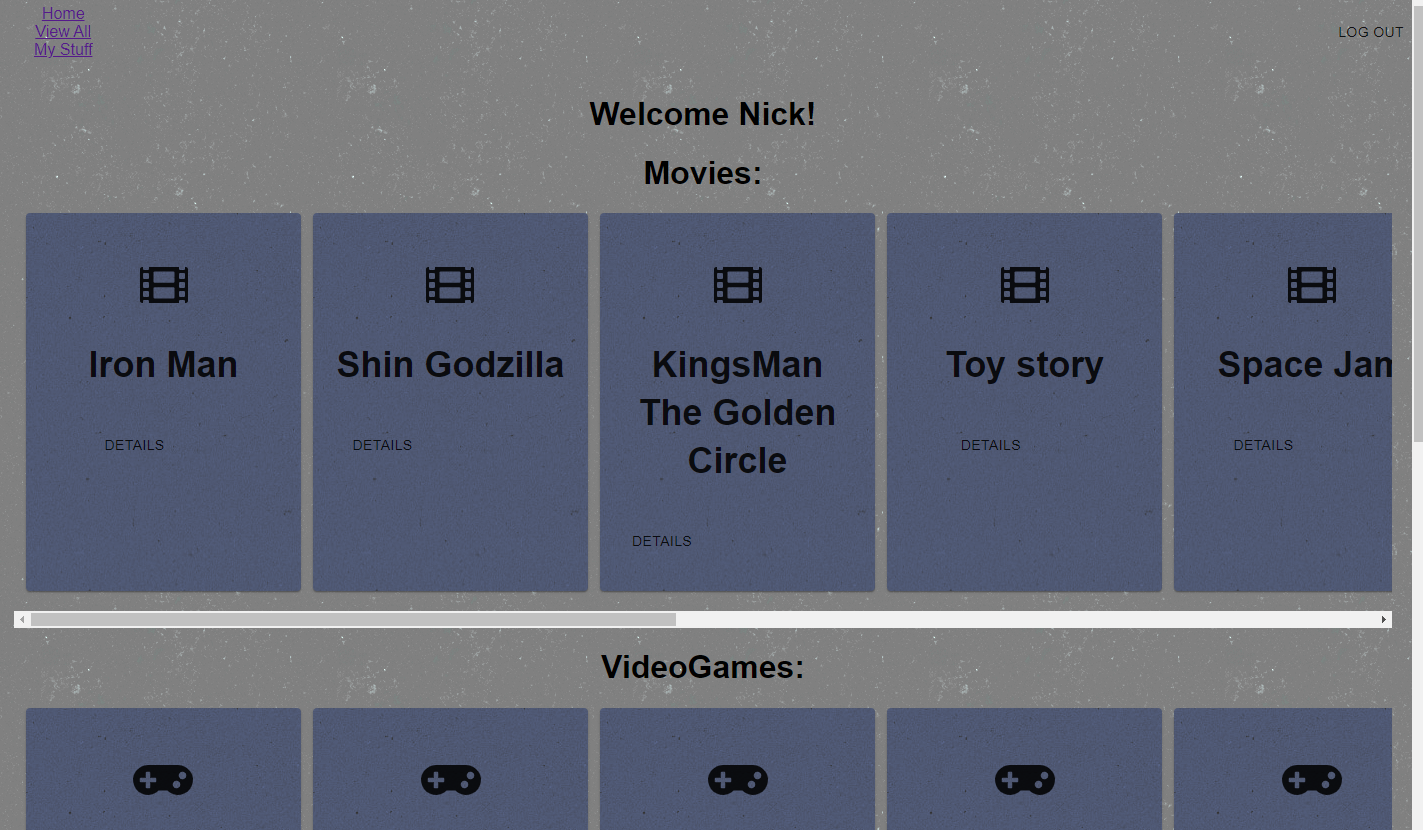 Home
View All
My Stuff
LOG OUT
Welcome Nick!
Movies:
Iron Man
DETAILS
Shin Godzilla
DETAILS
KingsMan
The Golden
Circle
DETAILS
Toy story
DETAILS
Space Jam
DETAILS
VideoGames: